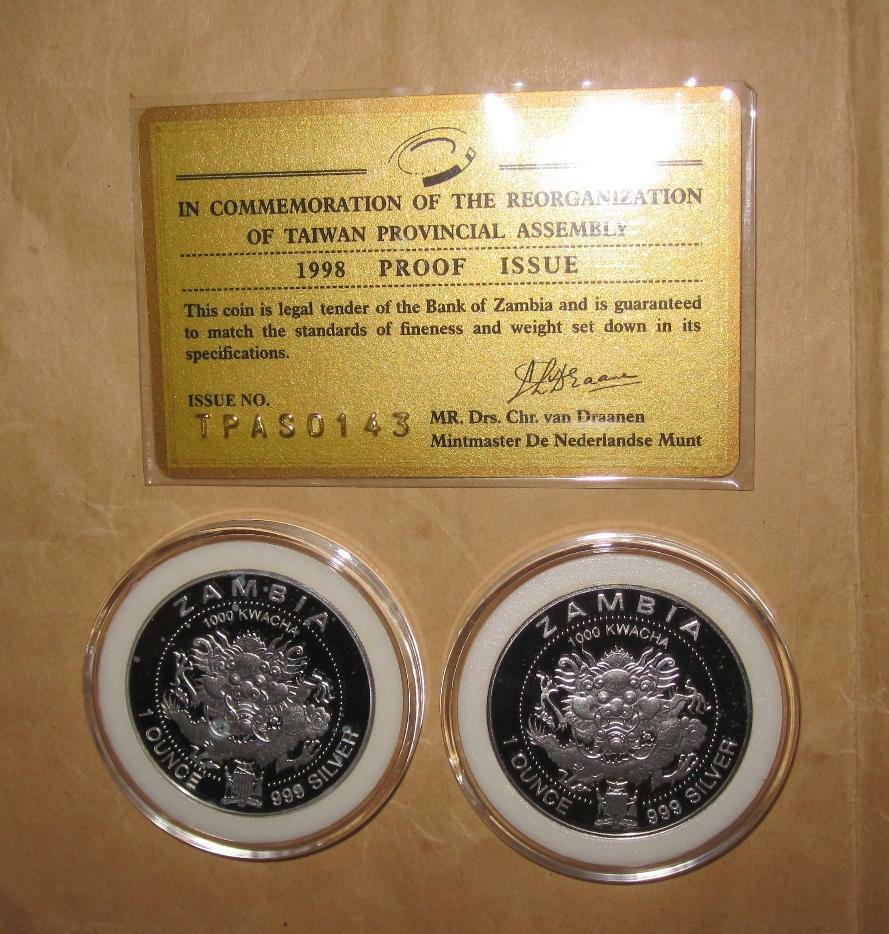 IN COMMEMORATION OF THE REORGANIZATION
OF TAIWAN PROVINCIAL ASSEMBLY
1998 PROOF ISSUE
This coin is legal tender of the Bank of Zambia and is guaranteed
to match the standards of fineness and weight set down in its
specifications.
ISSUE NO.
TPAS0143
MR. Drs. Chr. van Draanen
Mintmaster De Nederlandse Munt
ZAMBIA
1000 KWACHA
1 OUNCE
999 SILVER
ZAMBIA
1000 KWACHA
1 OUNCE
999 SILVER